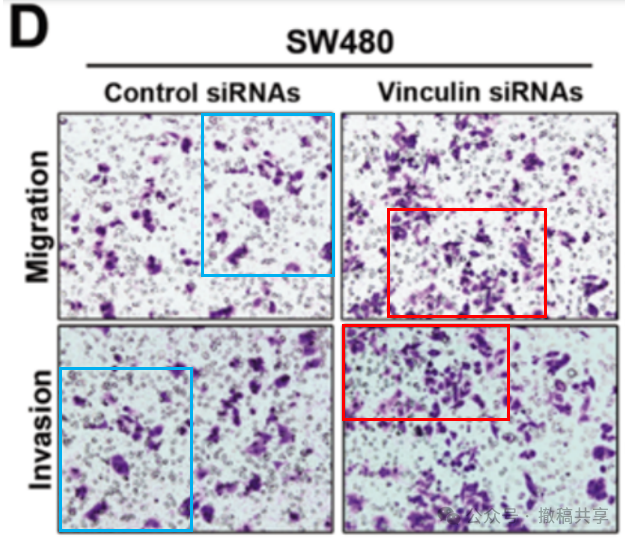 D
SW480
Control siRNAs
Vinculin siRNAs
Migration
Invasion
公众号 · 撤稿共享